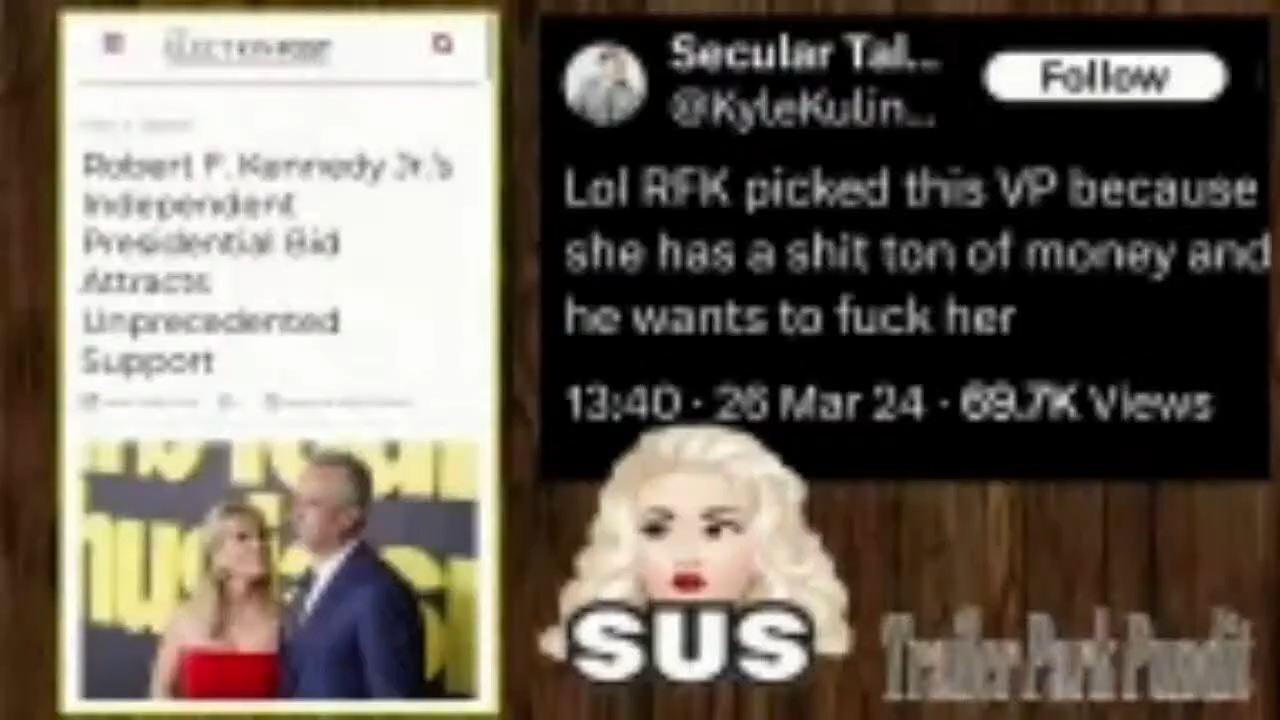 Robert F. Kennedy Jr.'s
Independent
Presidential Bid
Attracts
Unprecedented
Support
Secular Tal...
@KyleKulin...
Follow
Lol RFK picked this VP because
she has a shit ton of money and
he wants to fuck her
13:40 · 26 Mar 24 · 69.7K Views
SUS
Trailer Park Pundit